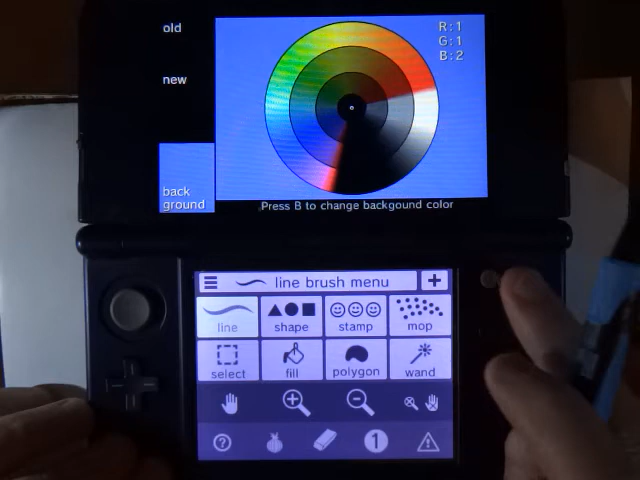 old
R:1
G:1
B:2
new
back
ground
Press B to change backgound color
line brush menu
line
shape
stamp
mop
select
fill
polygon
wand
?
1